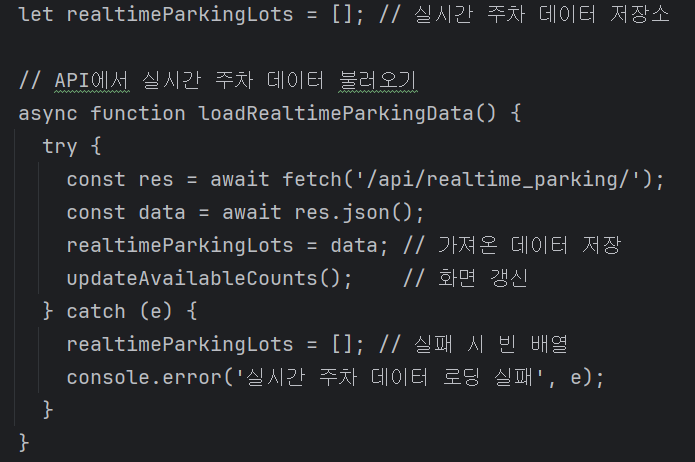 let realtimeParkingLots = []; // 실시간 주차 데이터 저장소
// API에서 실시간 주차 데이터 불러오기
async function loadRealtimeParkingData() {
try {
const res = await fetch('/api/realtime_parking/');
const data = await res.json();
realtimeParkingLots = data; // 가져온 데이터 저장
updateAvailableCounts();    // 화면 갱신
} catch (e) {
realtimeParkingLots = []; // 실패 시 빈 배열
console.error('실시간 주차 데이터 로딩 실패', e);
}
}